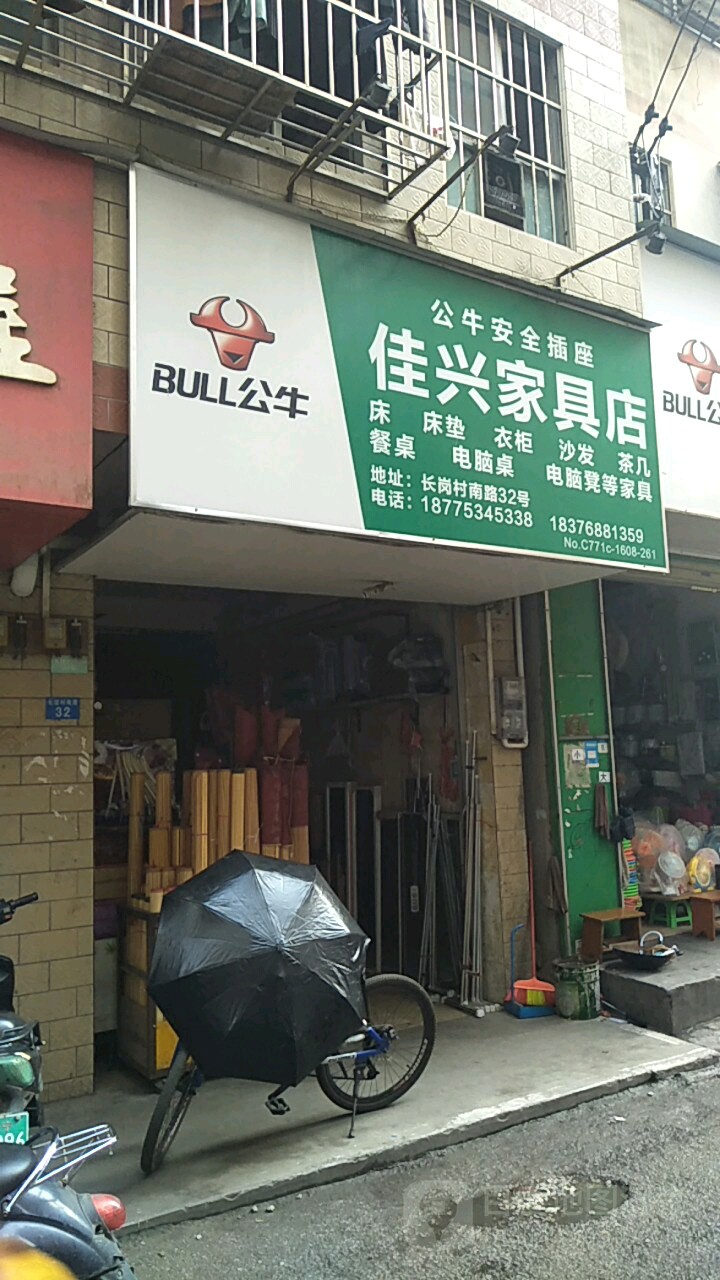 公牛安全插座
佳兴家具店
BULL公牛
床 床垫 衣柜 沙发 茶几
餐桌 电脑桌 电脑凳等家具
地址：长岗村南路32号
电话：18775345338 18376881359
No.C771c-1608-261
BULL公
32
小
大